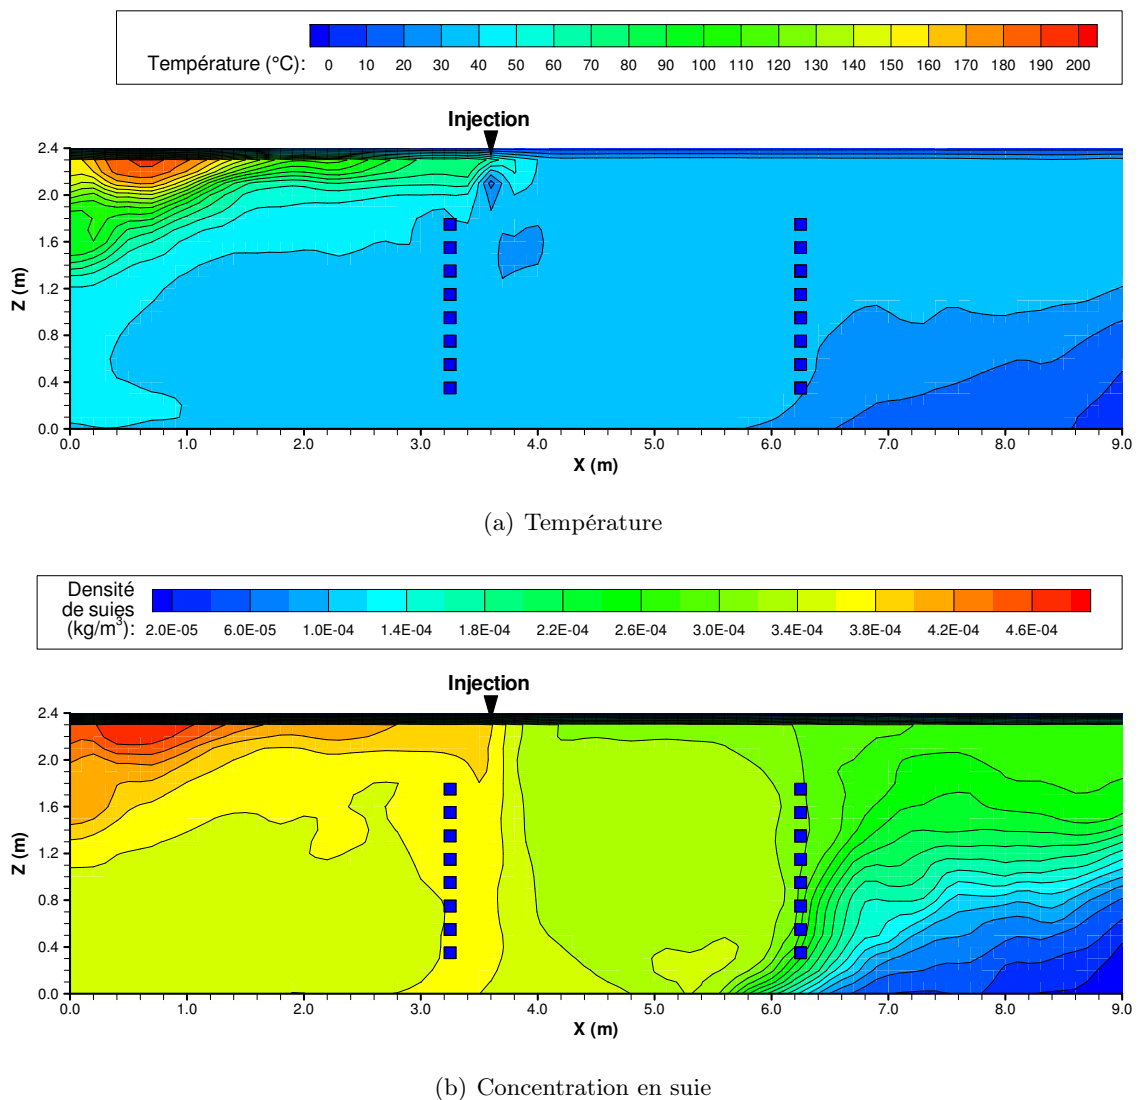 Température (°C): 0 10 20 30 40 50 60 70 80 90 100 110 120 130 140 150 160 170 180 190 200
Injection
2.4
2.0
1.6
1.2
0.8
0.4
0.0
Z (m)
0.0 1.0 2.0 3.0 4.0 5.0 6.0 7.0 8.0 9.0
X (m)
(a) Température
Densité
de suies
(kg/m³): 2.0E-05 6.0E-05 1.0E-04 1.4E-04 1.8E-04 2.2E-04 2.6E-04 3.0E-04 3.4E-04 3.8E-04 4.2E-04 4.6E-04
Injection
2.4
2.0
1.6
1.2
0.8
0.4
0.0
Z (m)
0.0 1.0 2.0 3.0 4.0 5.0 6.0 7.0 8.0 9.0
X (m)
(b) Concentration en suie